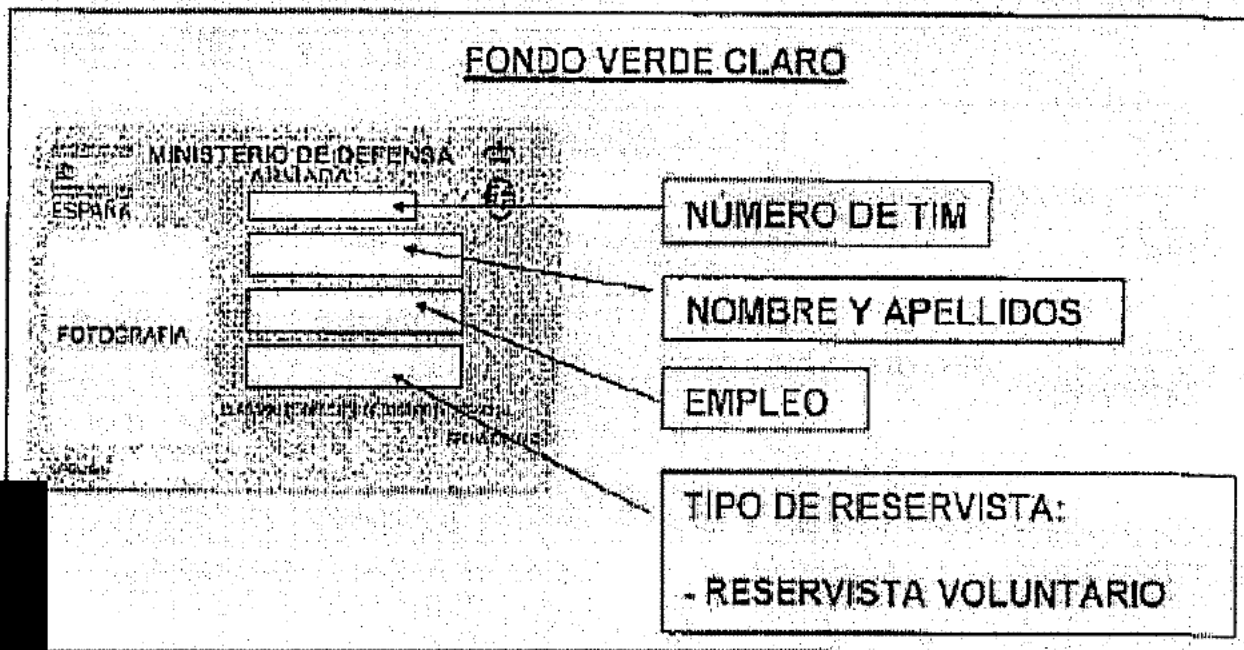 FONDO VERDE CLARO
MINISTERIO DE DEFENSA
ARMADA
ESPAÑA
NÚMERO DE TIM
NOMBRE Y APELLIDOS
FOTOGRAFIA
EMPLEO
TIPO DE RESERVISTA:
- RESERVISTA VOLUNTARIO